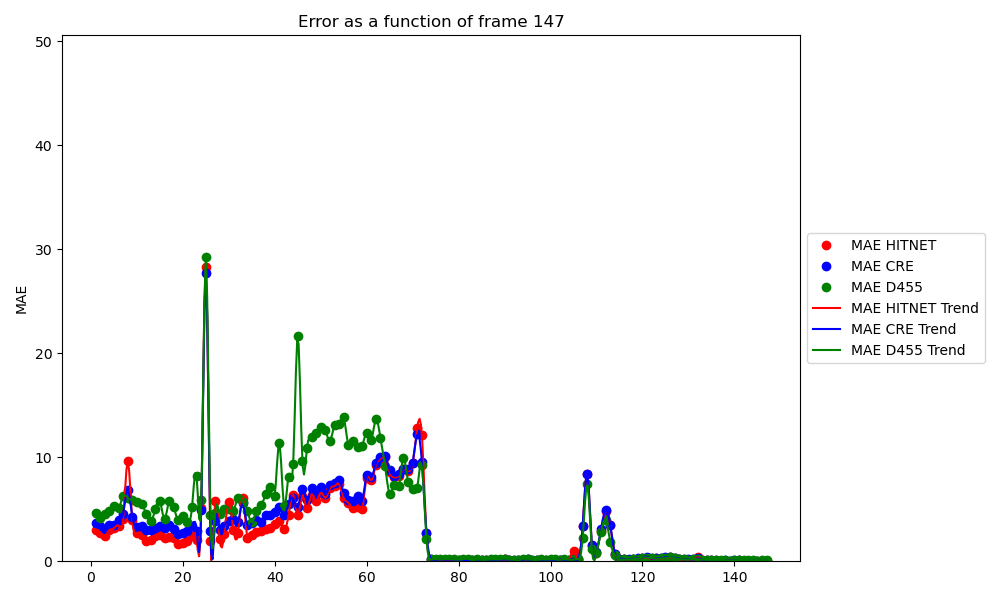 Error as a function of frame 147
50
40
30
20
10
0
MAE
0 20 40 60 80 100 120 140
MAE HITNET
MAE CRE
MAE D455
MAE HITNET Trend
MAE CRE Trend
MAE D455 Trend